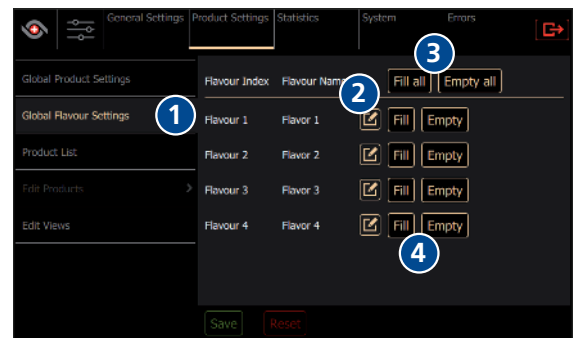 General Settings Product Settings Statistics System Errors
3
Global Product Settings
Flavour Index Flavour Name Fill all Empty all
2
Global Flavour Settings 1
Flavour 1 Flavor 1 Fill Empty
Product List
Flavour 2 Flavor 2 Fill Empty
Edit Products
Flavour 3 Flavor 3 Fill Empty
Edit Views
Flavour 4 Flavor 4 Fill Empty
4
Save Reset